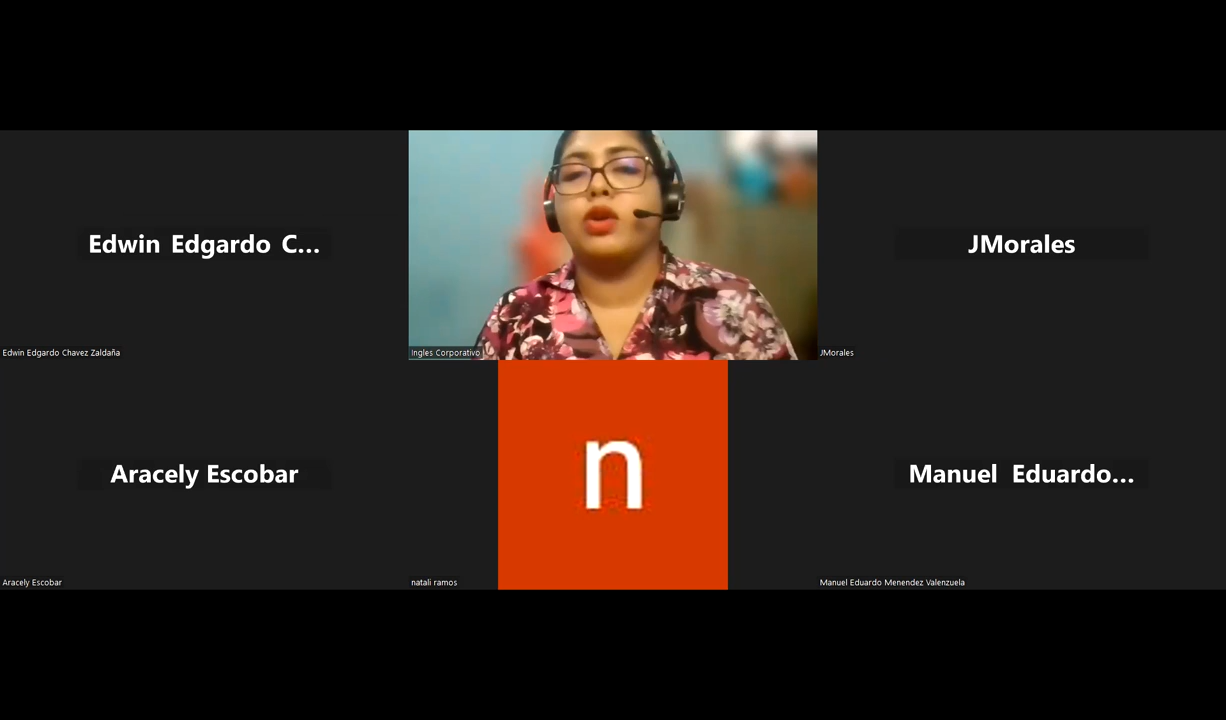 Edwin Edgardo C...
JMorales
Edwin Edgardo Chavez Zaldaña
Ingles Corporativo
JMorales
Aracely Escobar
n
Manuel Eduardo...
Aracely Escobar
natali ramos
Manuel Eduardo Menendez Valenzuela